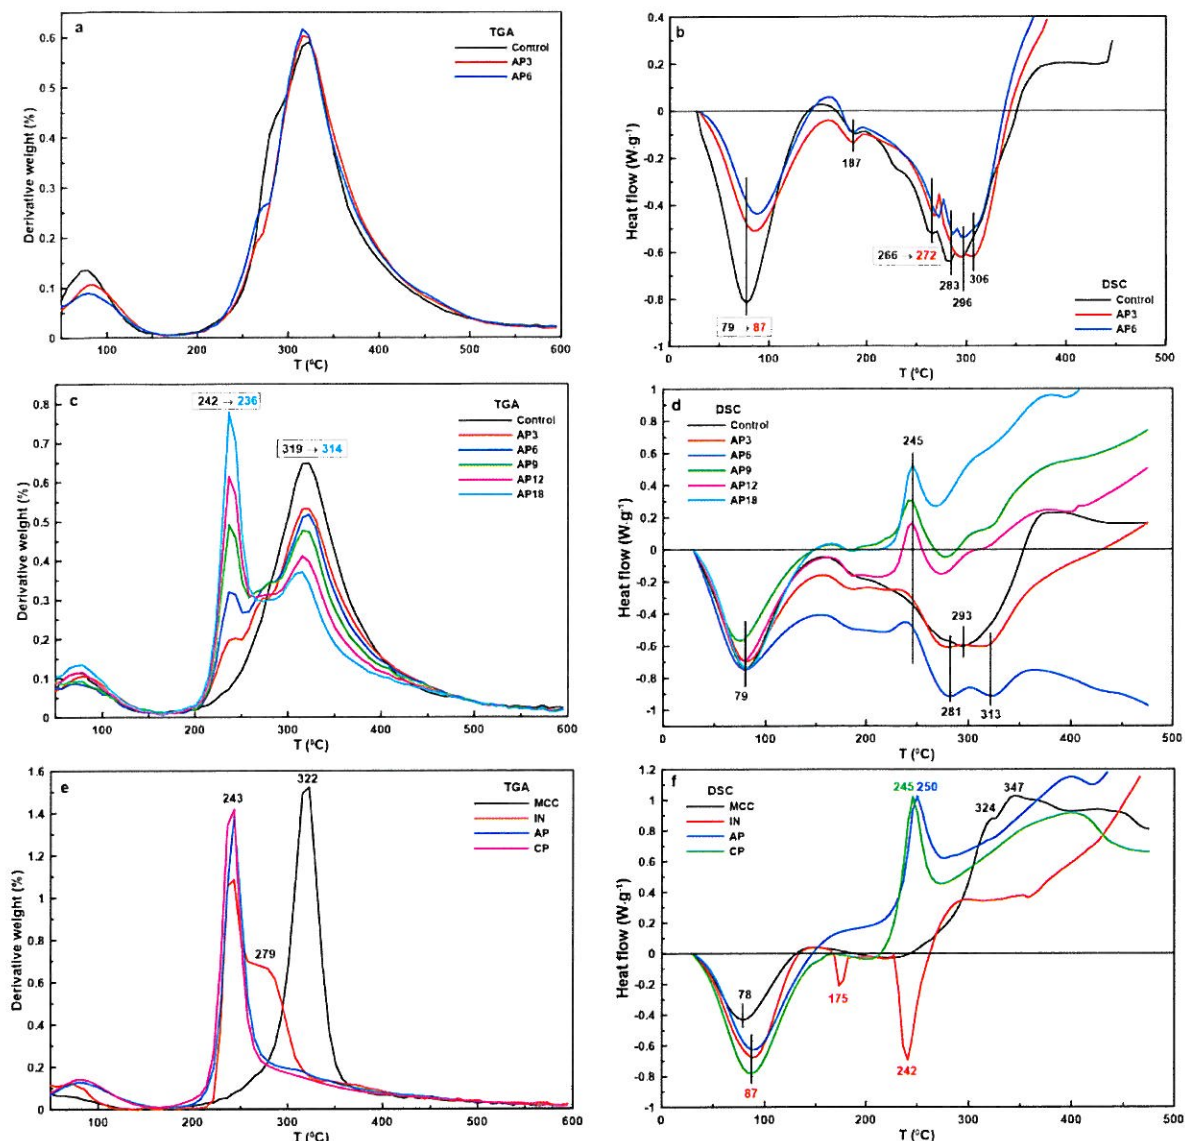 a
TGA
Control
AP3
AP6
Derivative weight (%)
0.6
0.5
0.4
0.3
0.2
0.1
0
100 200 300 400 500 600
T (°C)
b
Heat flow (W·g⁻¹)
0.4
0.2
0
-0.2
-0.4
-0.6
-0.8
-1
187
266 → 272
283
296
306
79 → 87
DSC
Control
AP3
AP6
0 100 200 300 400 500
T (°C)
c
242 → 236
319 → 314
TGA
Control
AP3
AP6
AP9
AP12
AP18
Derivative weight (%)
0.8
0.7
0.6
0.5
0.4
0.3
0.2
0.1
0
100 200 300 400 500 600
T (°C)
d
DSC
Control
AP3
AP6
AP9
AP12
AP18
Heat flow (W·g⁻¹)
1
0.8
0.6
0.4
0.2
0
-0.2
-0.4
-0.6
-0.8
-1
245
293
79
281
313
0 100 200 300 400 500
T (°C)
e
322
243
279
TGA
MCC
IN
AP
CP
Derivative weight (%)
1.6
1.4
1.2
1.0
0.8
0.6
0.4
0.2
0
100 200 300 400 500 600
T (°C)
f
DSC
MCC
IN
AP
CP
Heat flow (W·g⁻¹)
1.2
1
0.8
0.6
0.4
0.2
0
-0.2
-0.4
-0.6
-0.8
-1
245 250
324
347
78
87
175
242
0 100 200 300 400 500
T (°C)